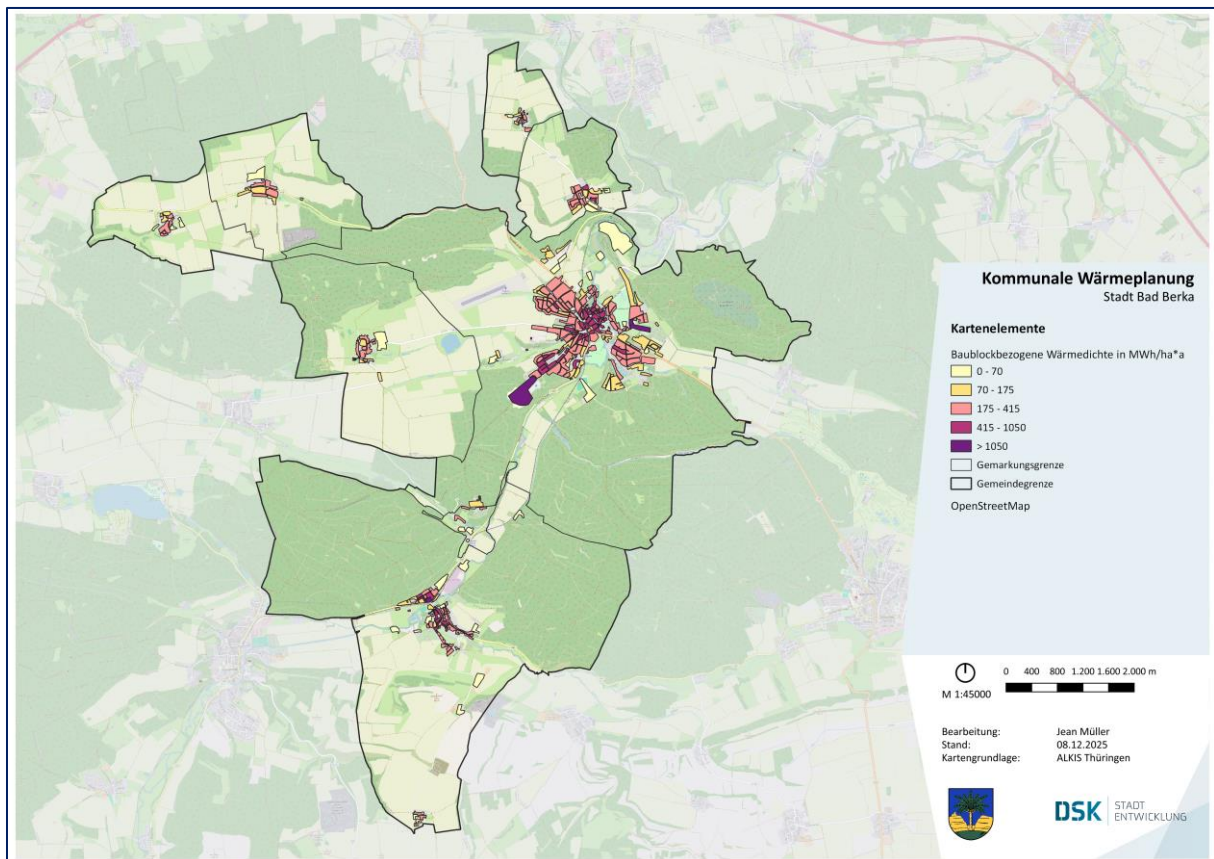 Kommunale Wärmeplanung
Stadt Bad Berka
Kartenelemente
Baublockbezogene Wärmedichte in MWh/ha*a
0 - 70
70 - 175
175 - 415
415 - 1050
> 1050
Gemarkungsgrenze
Gemeindegrenze
OpenStreetMap
M 1:45000
0 400 800 1.200 1.600 2.000 m
Bearbeitung: Jean Müller
Stand: 08.12.2025
Kartengrundlage: ALKIS Thüringen
DSK STADT
ENTWICKLUNG